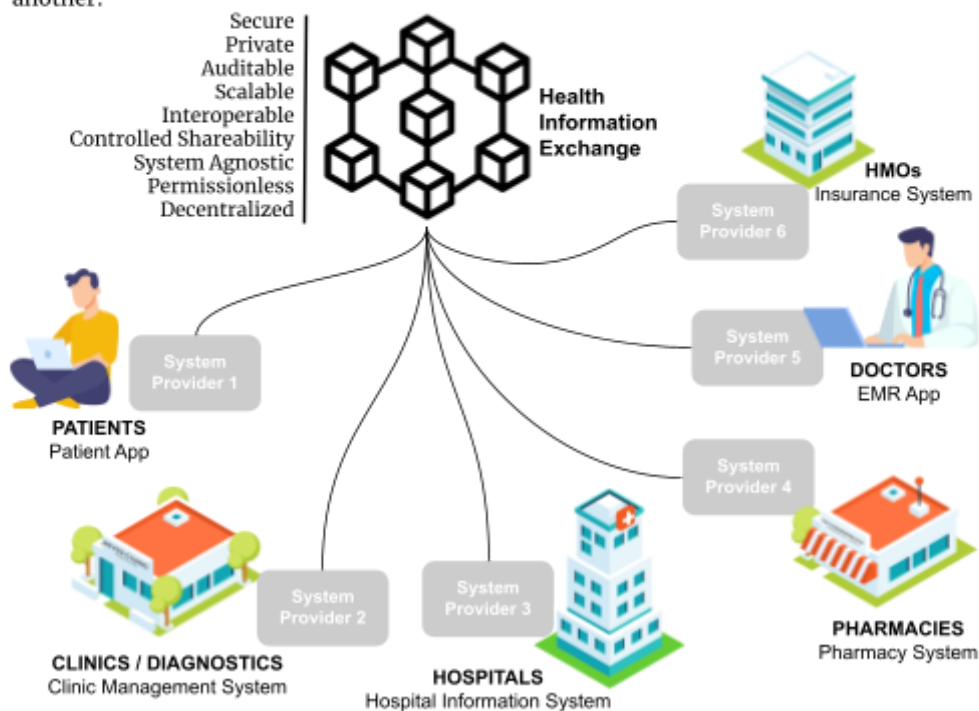 another.
Secure
Private
Auditable
Scalable
Interoperable
Controlled Shareability
System Agnostic
Permissionless
Decentralized
Health
Information
Exchange
HMOs
Insurance System
System
Provider 6
System
Provider 1
System
Provider 5
DOCTORS
EMR App
PATIENTS
Patient App
System
Provider 4
System
Provider 2
System
Provider 3
PHARMACIES
Pharmacy System
CLINICS / DIAGNOSTICS
Clinic Management System
HOSPITALS
Hospital Information System